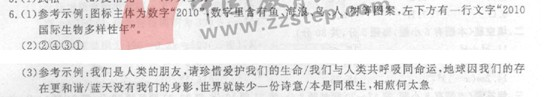 6.(1)参考示例:图标主体为数字“2010”,数字里含有鱼、海浪、鸟、人、树等图案,左下方有一行文字“2010
国际生物多样性年”。
(2)②④③①
(3)参考示例:我们是人类的朋友,请珍惜爱护我们的生命/我们与人类共呼吸同命运,地球因我们的存
在更和谐/蓝天没有我们的身影,世界就缺少一份诗意/本是同根生,相煎何太急